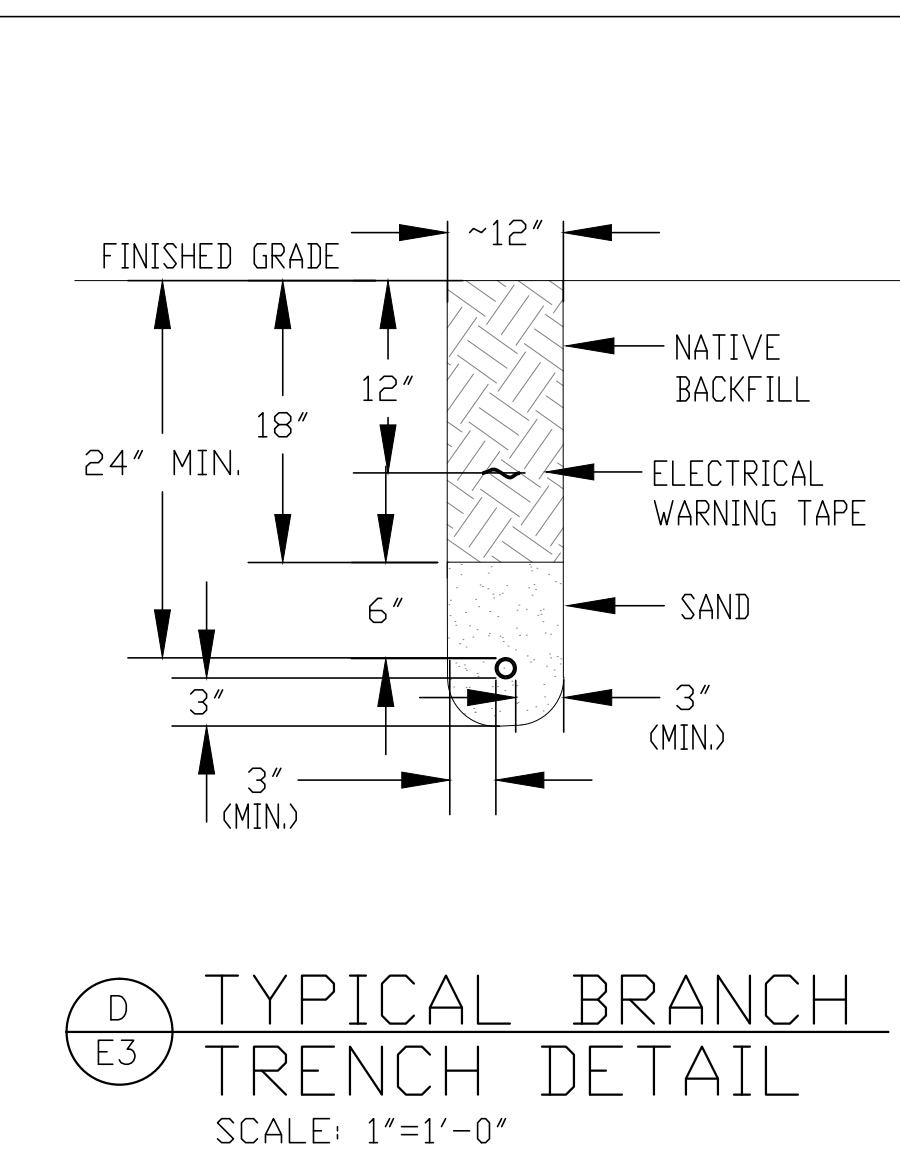 ~12"
FINISHED GRADE
NATIVE
BACKFILL
12"
18"
24" MIN.
ELECTRICAL
WARNING TAPE
6"
SAND
3"
3"
(MIN.)
3"
(MIN.)
D
E3
TYPICAL BRANCH
TRENCH DETAIL
SCALE: 1"=1'-0"